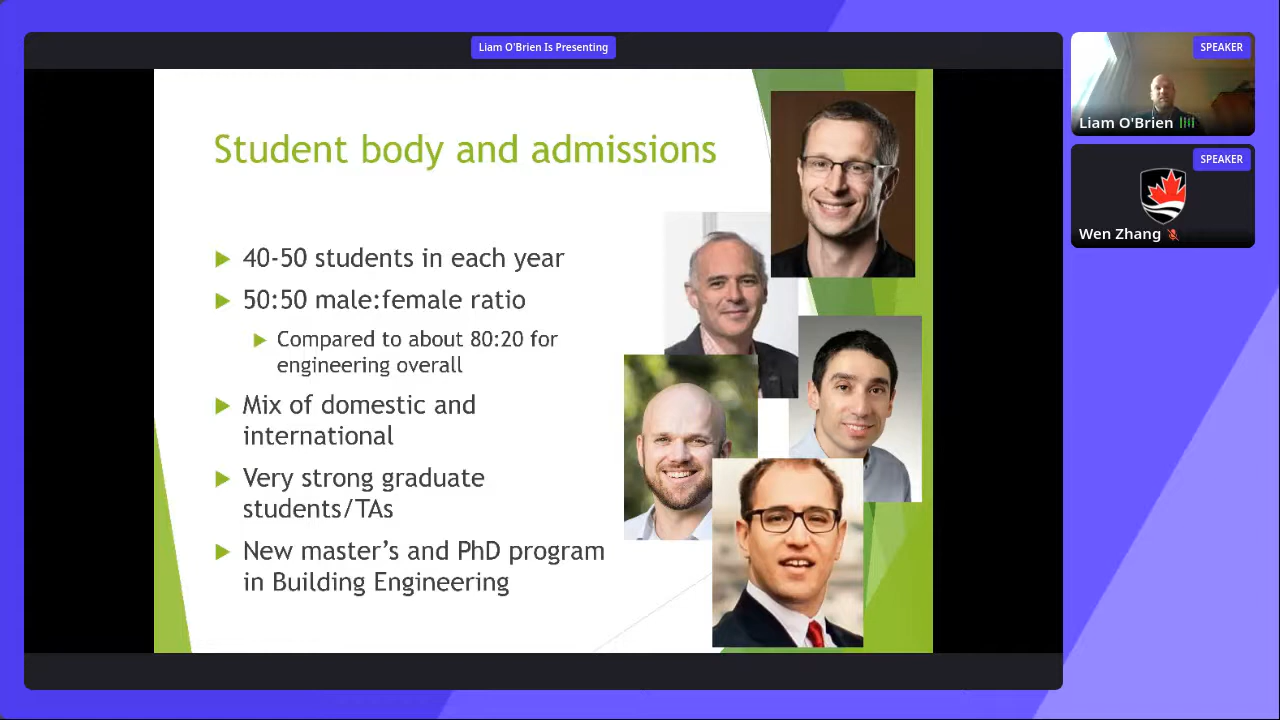 Liam O'Brien Is Presenting
SPEAKER
Liam O'Brien
SPEAKER
Wen Zhang
Student body and admissions
40-50 students in each year
50:50 male:female ratio
Compared to about 80:20 for
engineering overall
Mix of domestic and
international
Very strong graduate
students/TAs
New master's and PhD program
in Building Engineering